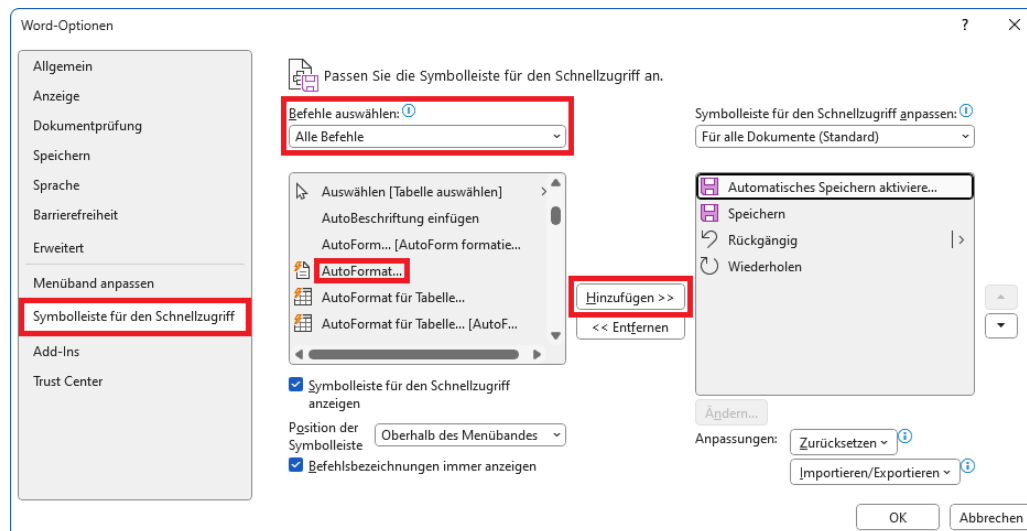 Word-Optionen
?
Allgemein
Anzeige
Dokumentprüfung
Speichern
Sprache
Barrierefreiheit
Erweitert
Menüband anpassen
Symbolleiste für den Schnellzugriff
Add-Ins
Trust Center
Passen Sie die Symbolleiste für den Schnellzugriff an.
Befehle auswählen:
Alle Befehle
Auswählen [Tabelle auswählen]
AutoBeschriftung einfügen
AutoForm... [AutoForm formatie...
AutoFormat...
AutoFormat für Tabelle...
AutoFormat für Tabelle... [AutoF...
Symbolleiste für den Schnellzugriff
anzeigen
Position der
Symbolleiste
Oberhalb des Menübandes
Befehlsbezeichnungen immer anzeigen
Hinzufügen >>
<< Entfernen
Symbolleiste für den Schnellzugriff anpassen:
Für alle Dokumente (Standard)
Automatisches Speichern aktiviere...
Speichern
Rückgängig
Wiederholen
Ändern...
Anpassungen:
Zurücksetzen
Importieren/Exportieren
OK
Abbrechen